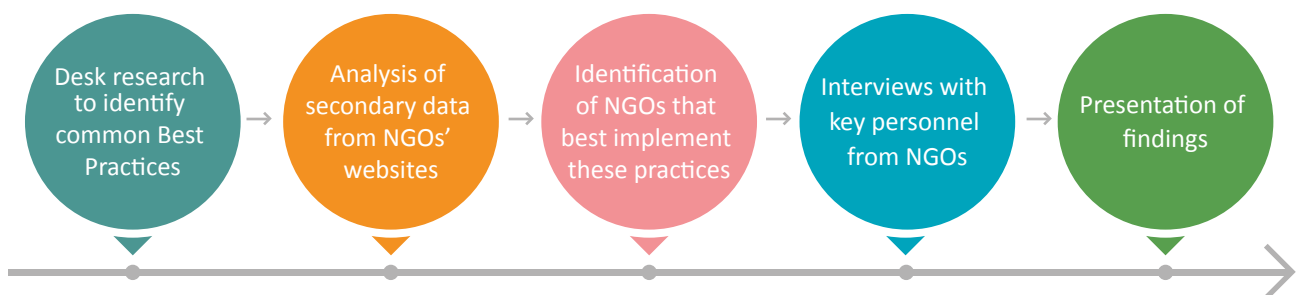 Desk research
to identify
common Best
Practices
Analysis of
secondary data
from NGOs’
websites
Identification
of NGOs that
best implement
these practices
Interviews with
key personnel
from NGOs
Presentation of
findings